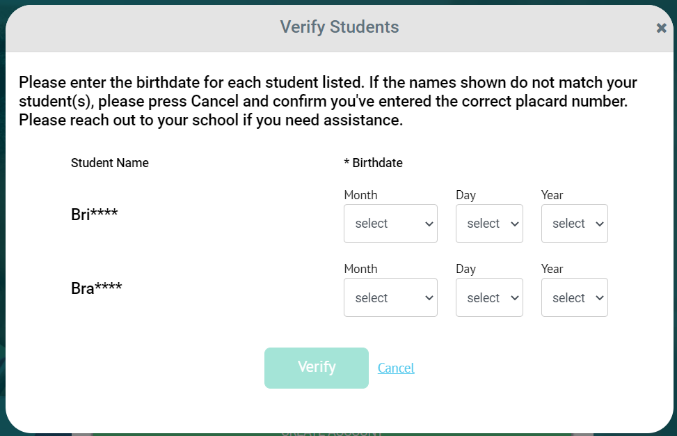 Verify Students
Please enter the birthdate for each student listed. If the names shown do not match your
student(s), please press Cancel and confirm you've entered the correct placard number.
Please reach out to your school if you need assistance.
Student Name * Birthdate
Month Day Year
Bri****
select select select
Month Day Year
Bra****
select select select
Verify Cancel
CREATE ACCOUNT